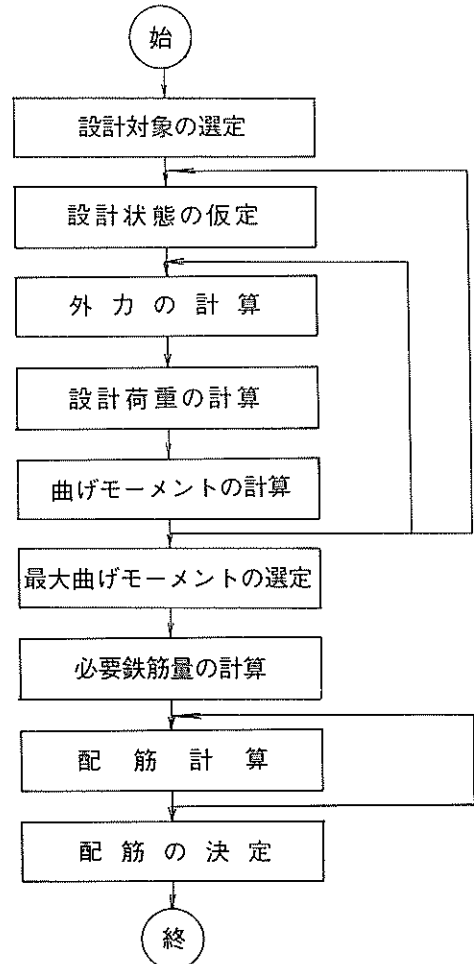 始
設計対象の選定
設計状態の仮定
外力の計算
設計荷重の計算
曲げモーメントの計算
最大曲げモーメントの選定
必要鉄筋量の計算
配筋計算
配筋の決定
終